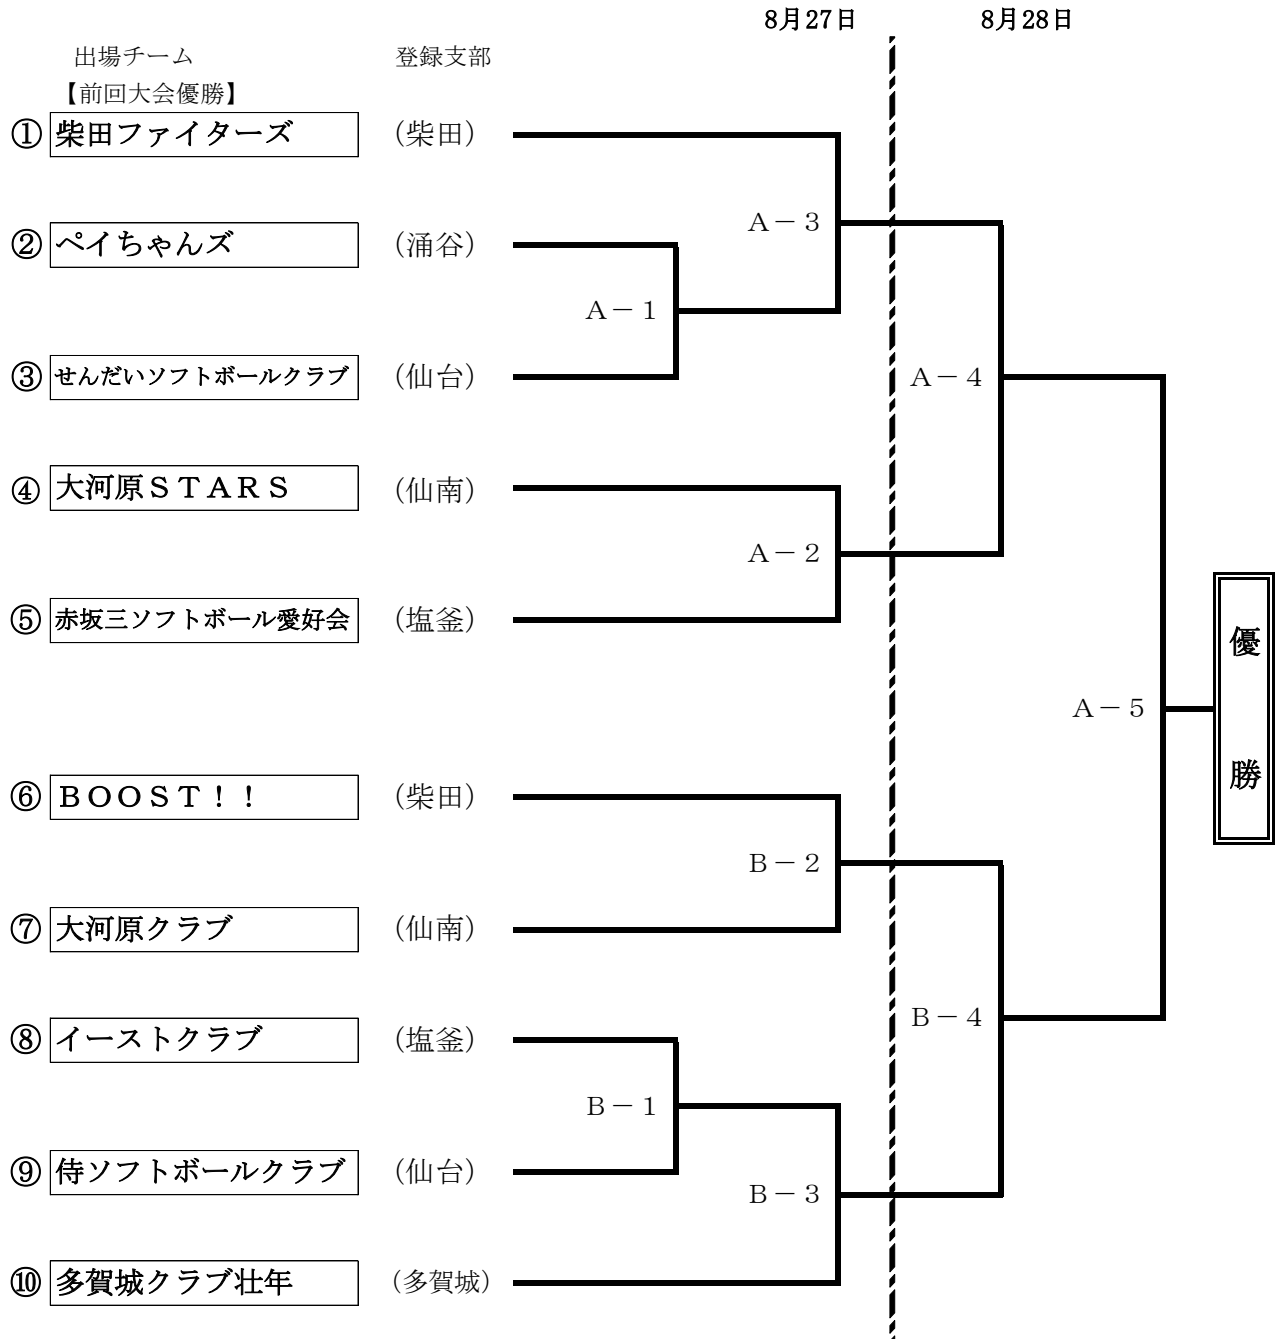 8月27日 8月28日
出場チーム 登録支部
【前回大会優勝】
① 柴田ファイターズ （柴田）
A－3
② ペイちゃんズ （涌谷）
A－1
③ せんだいソフトボールクラブ （仙台）
A－4
④ 大河原ＳＴＡＲＳ （仙南）
A－2
⑤ 赤坂三ソフトボール愛好会 （塩釜）
優勝
A－5
⑥ ＢＯＯＳＴ！！ （柴田）
B－2
⑦ 大河原クラブ （仙南）
B－4
⑧ イーストクラブ （塩釜）
B－1
⑨ 侍ソフトボールクラブ （仙台）
B－3
⑩ 多賀城クラブ壮年 （多賀城）